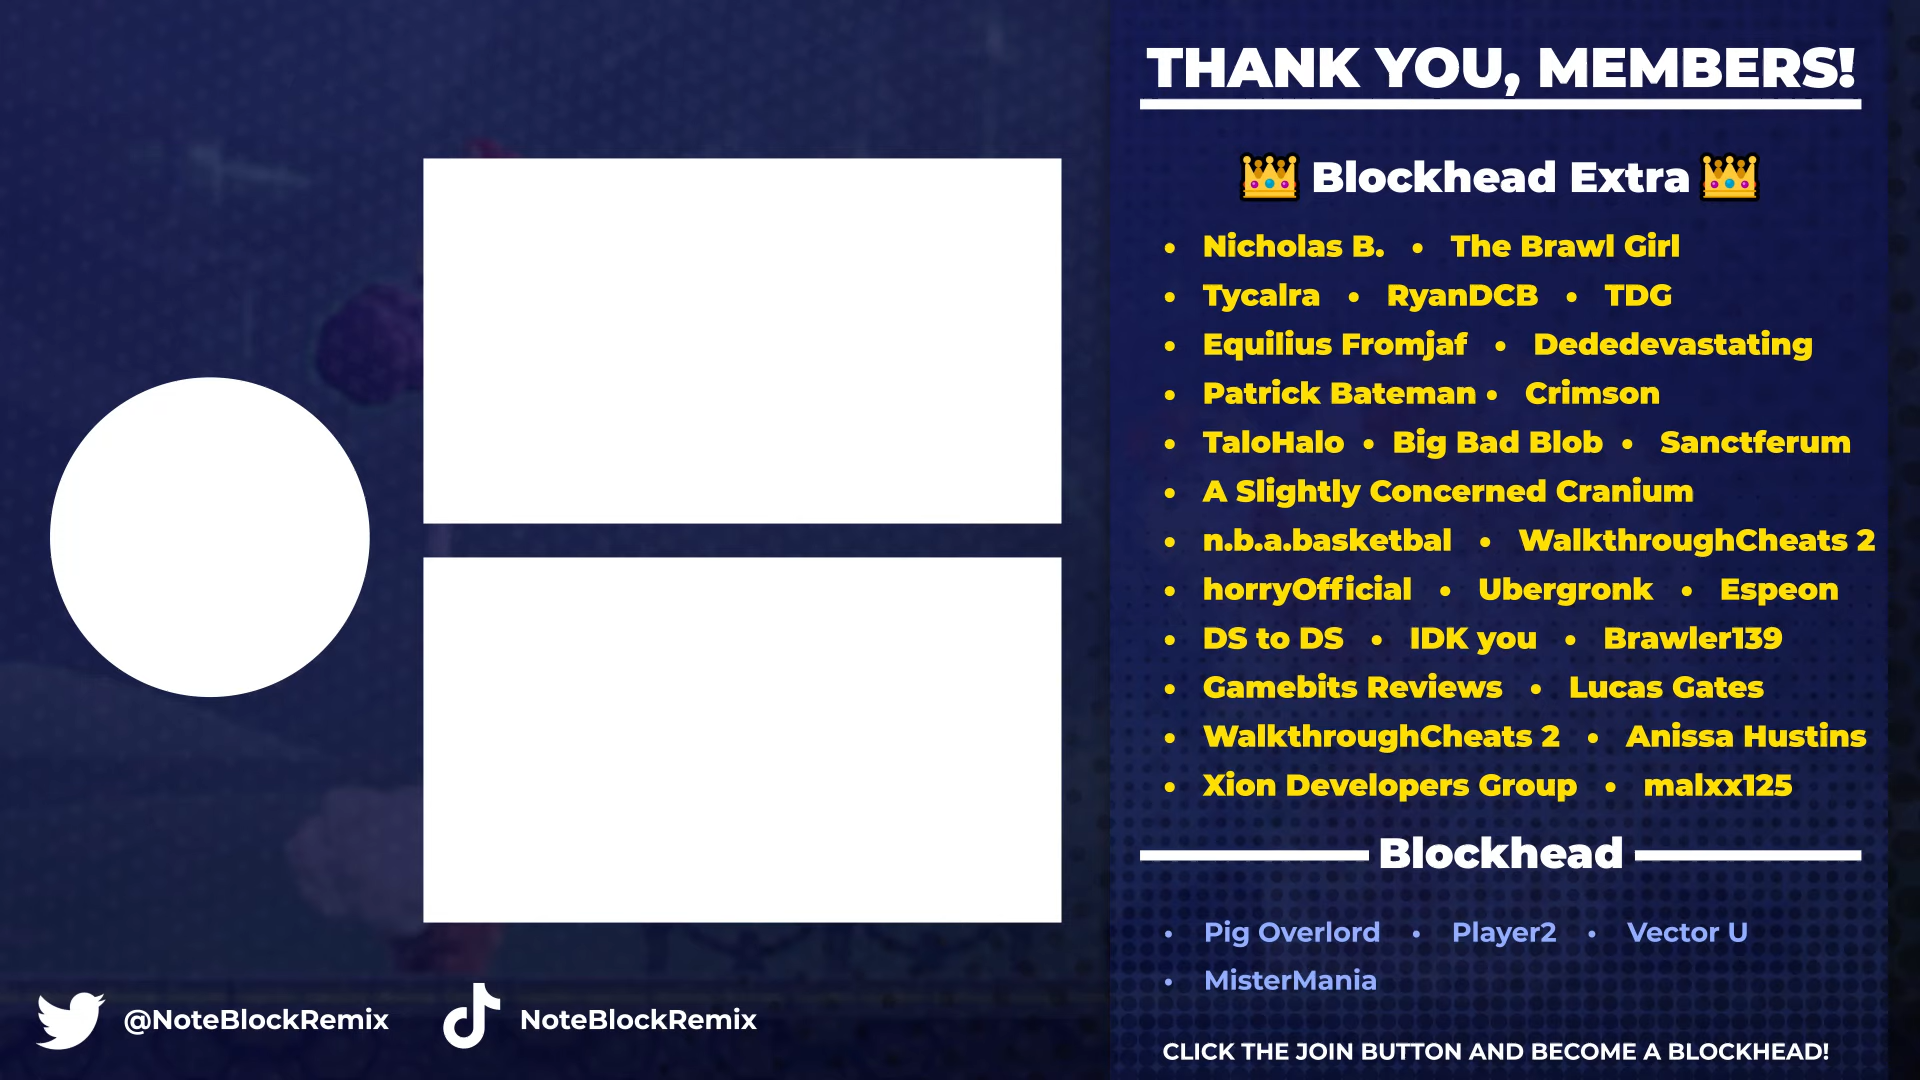 THANK YOU, MEMBERS!
👑 Blockhead Extra 👑
• Nicholas B. • The Brawl Girl
• Tycalra • RyanDCB • TDG
• Equilius Fromjaf • Dededevastating
• Patrick Bateman • Crimson
• TaloHalo • Big Bad Blob • Sanctferum
• A Slightly Concerned Cranium
• n.b.a.basketbal • WalkthroughCheats 2
• horryOfficial • Ubergronk • Espeon
• DS to DS • IDK you • Brawler139
• Gamebits Reviews • Lucas Gates
• WalkthroughCheats 2 • Anissa Hustins
• Xion Developers Group • malxx125
Blockhead
• Pig Overlord • Player2 • Vector U
• MisterMania
CLICK THE JOIN BUTTON AND BECOME A BLOCKHEAD!
@NoteBlockRemix NoteBlockRemix